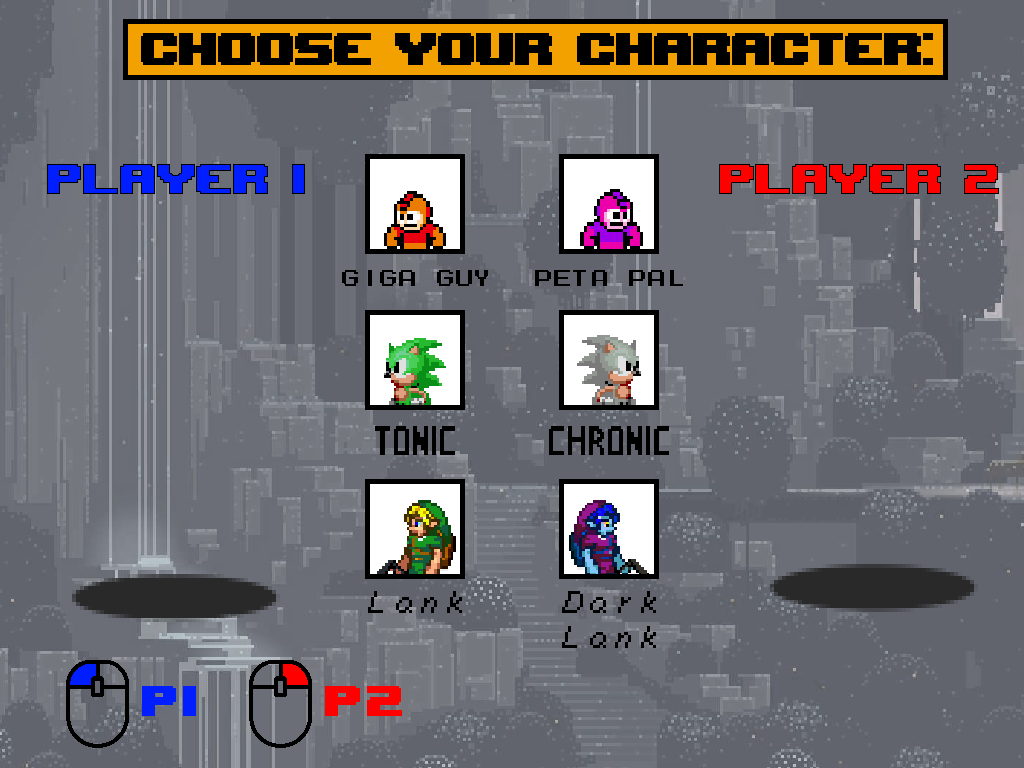 CHOOSE YOUR CHARACTER:
PLAYER 1
PLAYER 2
GIGA GUY
PETA PAL
TONIC
CHRONIC
Lank
Dark
Lank
P1
P2